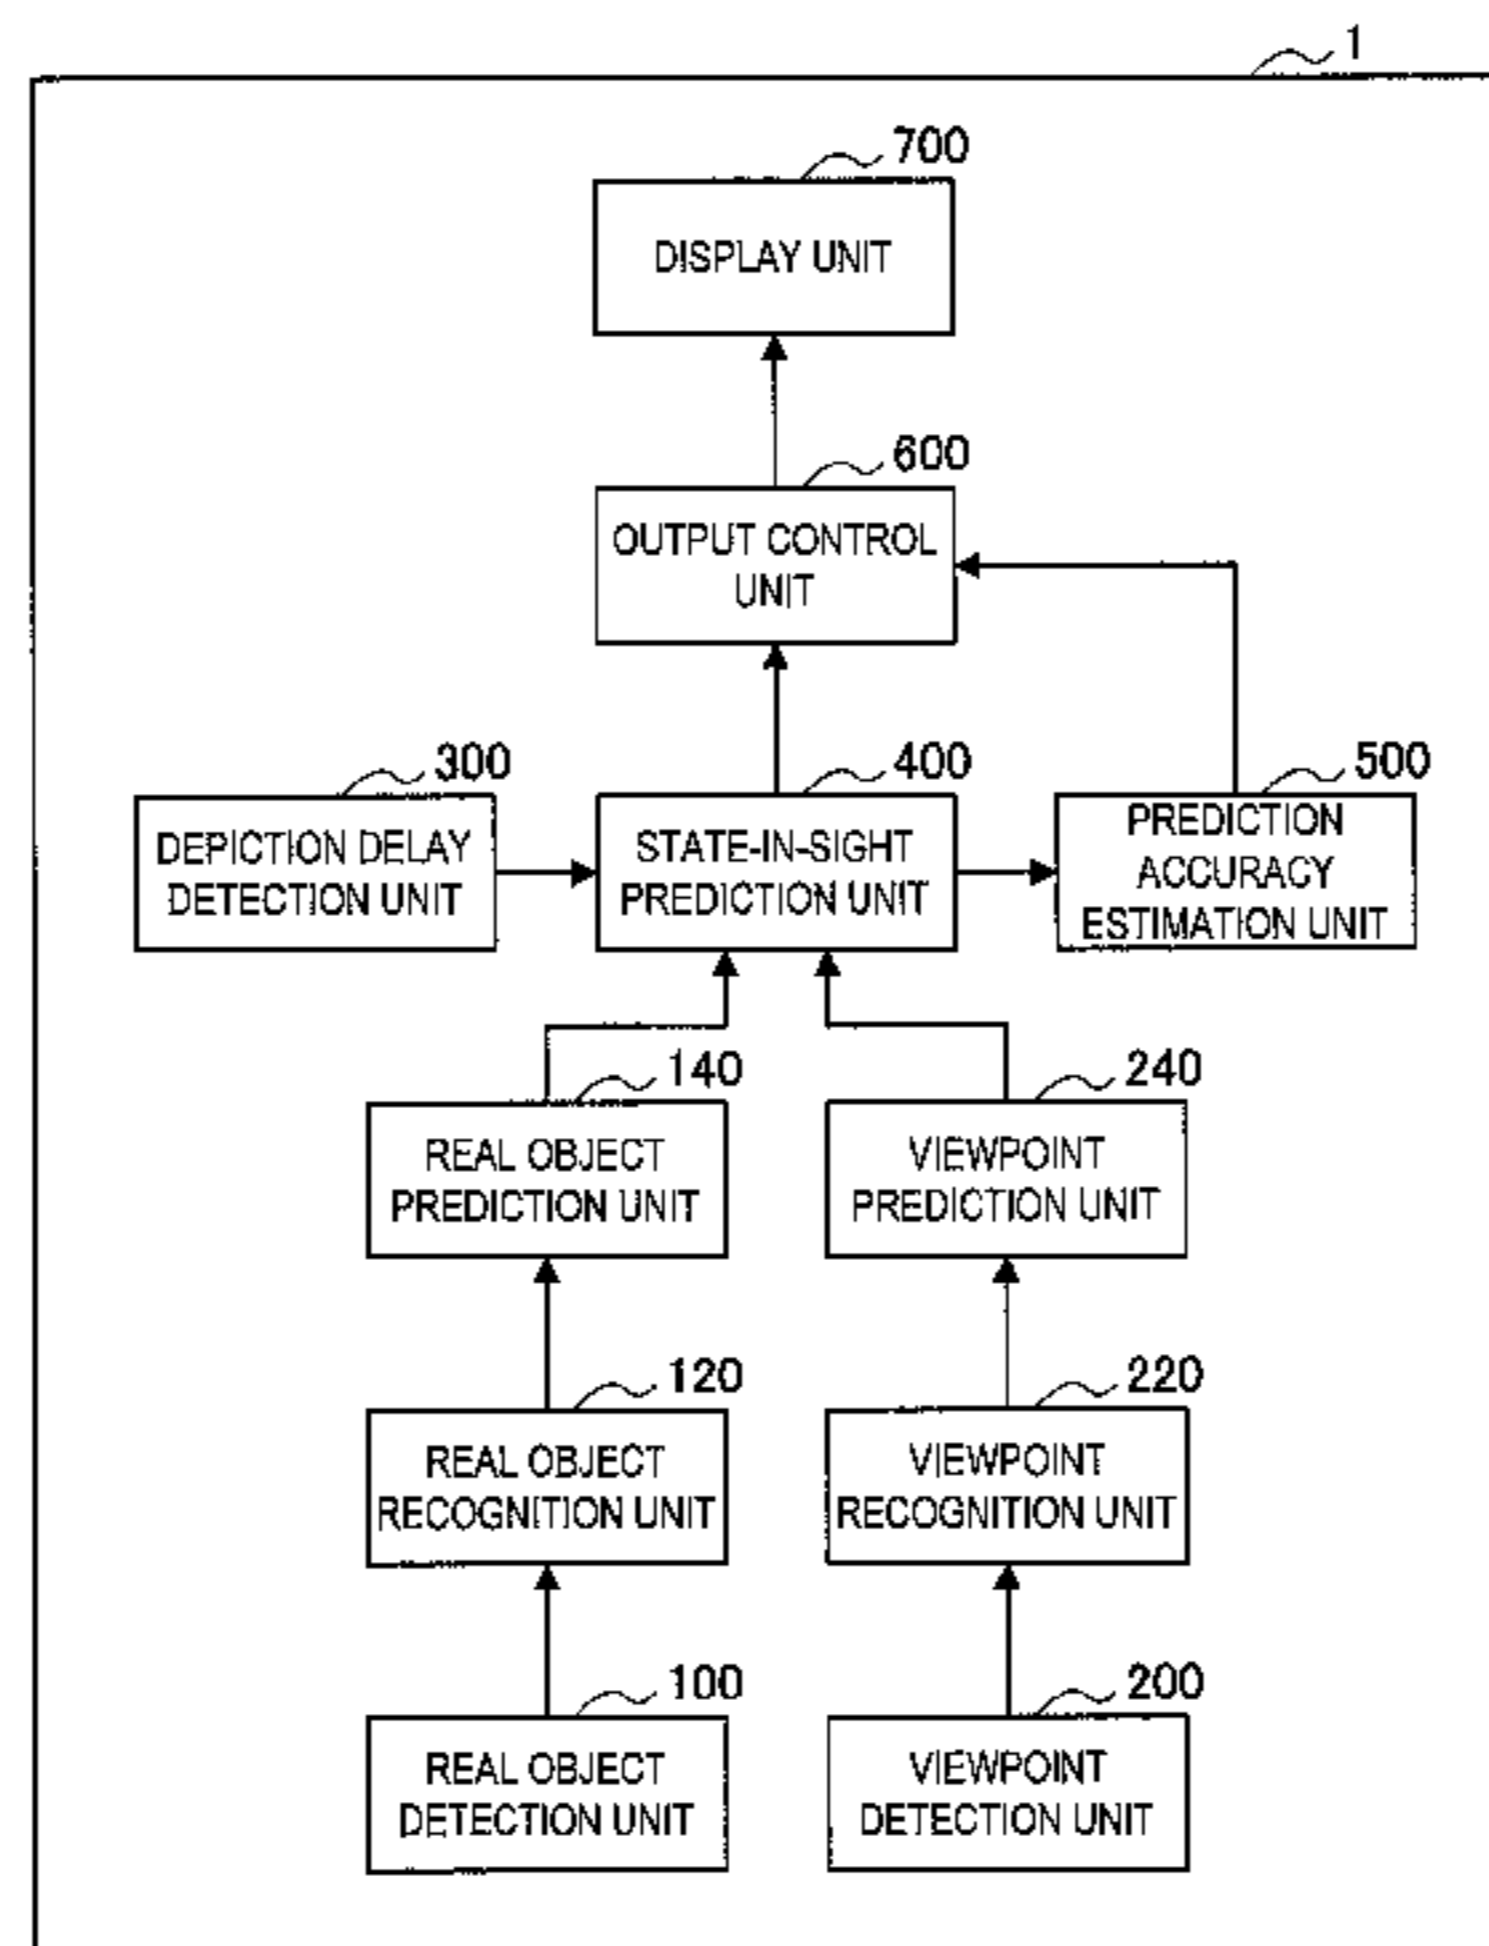 1
700
DISPLAY UNIT
600
OUTPUT CONTROL
UNIT
300
DEPICTION DELAY
DETECTION UNIT
400
STATE-IN-SIGHT
PREDICTION UNIT
500
PREDICTION
ACCURACY
ESTIMATION UNIT
140
REAL OBJECT
PREDICTION UNIT
240
VIEWPOINT
PREDICTION UNIT
120
REAL OBJECT
RECOGNITION UNIT
220
VIEWPOINT
RECOGNITION UNIT
100
REAL OBJECT
DETECTION UNIT
200
VIEWPOINT
DETECTION UNIT